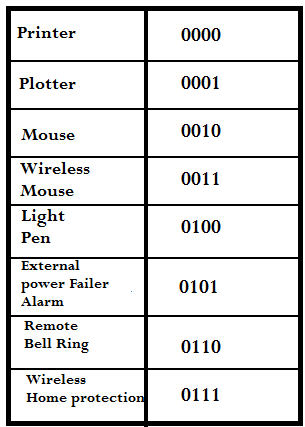 Printer 0000
Plotter 0001
Mouse 0010
Wireless
Mouse 0011
Light
Pen 0100
External
power Failer 0101
Alarm
Remote
Bell Ring 0110
Wireless
Home protection 0111